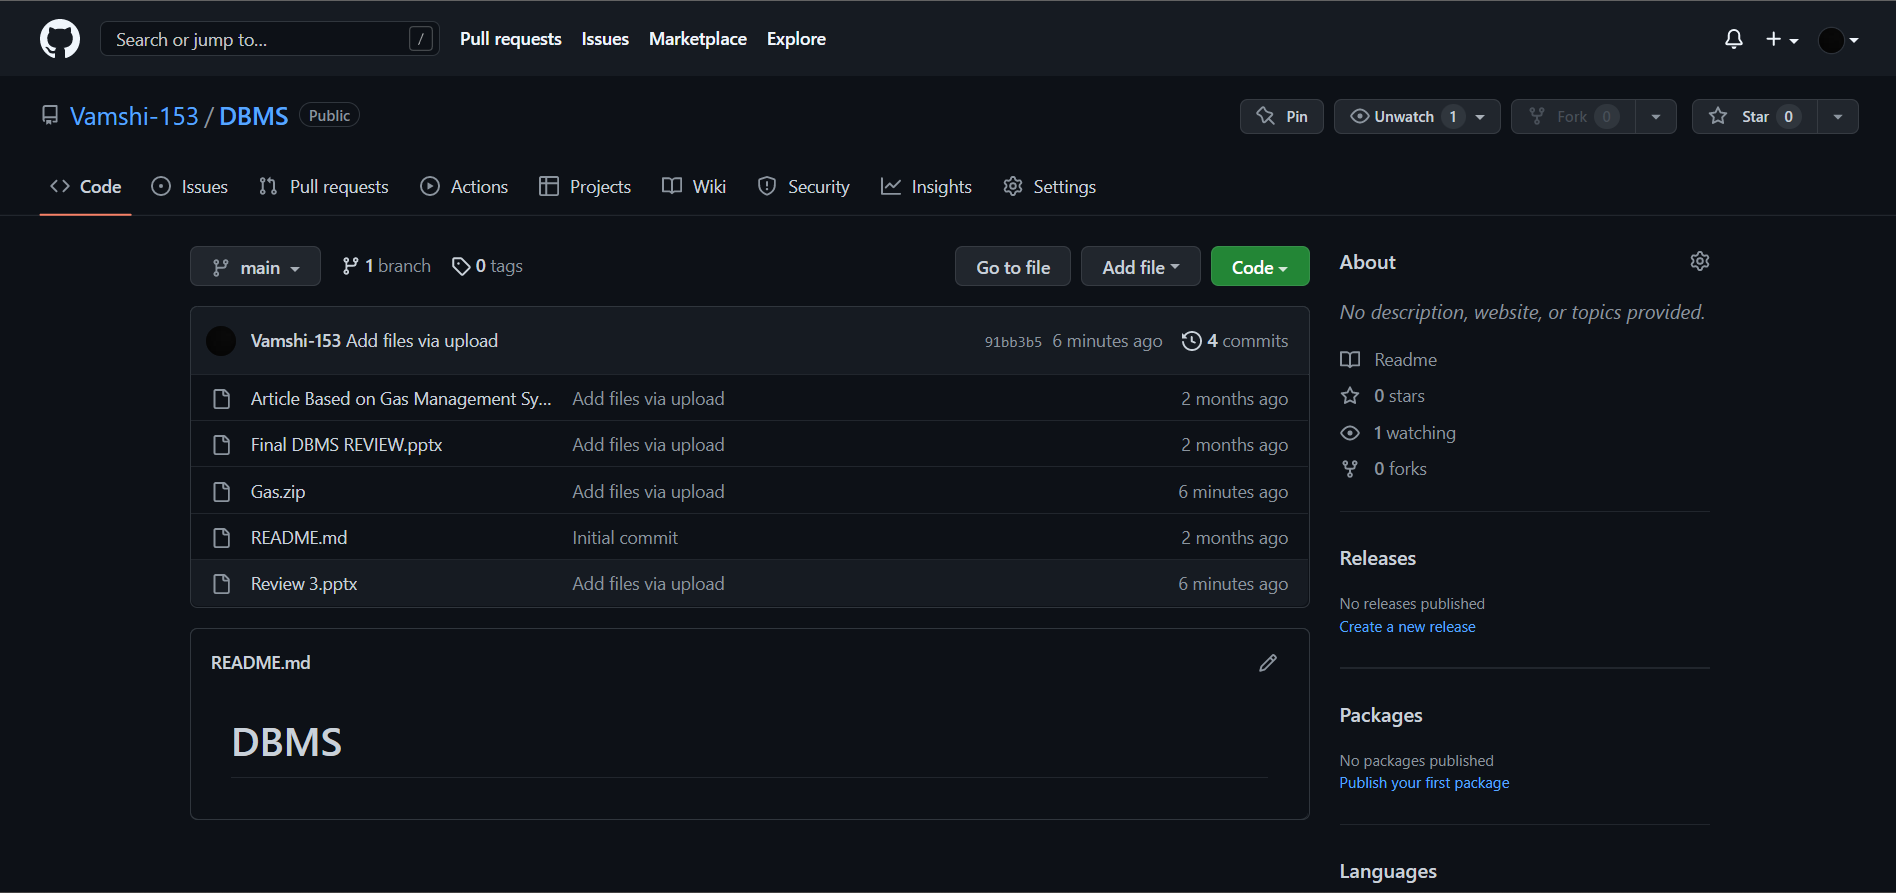 Search or jump to... / Pull requests Issues Marketplace Explore
Vamshi-153 / DBMS Public Pin Unwatch 1 Fork 0 Star 0
Code Issues Pull requests Actions Projects Wiki Security Insights Settings
main 1 branch 0 tags Go to file Add file Code
Vamshi-153 Add files via upload 91bb3b5 6 minutes ago 4 commits
Article Based on Gas Management Sy... Add files via upload 2 months ago
Final DBMS REVIEW.pptx Add files via upload 2 months ago
Gas.zip Add files via upload 6 minutes ago
README.md Initial commit 2 months ago
Review 3.pptx Add files via upload 6 minutes ago
README.md
DBMS
About
No description, website, or topics provided.
Readme
0 stars
1 watching
0 forks
Releases
No releases published
Create a new release
Packages
No packages published
Publish your first package
Languages